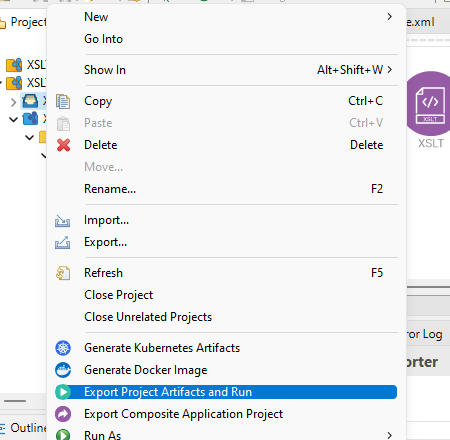 Project
e.xml
New
Go Into
Show In Alt+Shift+W
Copy Ctrl+C
Paste Ctrl+V
Delete Delete
Move...
Rename... F2
Import...
Export...
Refresh F5
Close Project
Close Unrelated Projects
Generate Kubernetes Artifacts
Generate Docker Image
Export Project Artifacts and Run
Export Composite Application Project
Run As
XSL
XSL
X
X
XSLT
XSLT
ror Log
orter
Outline